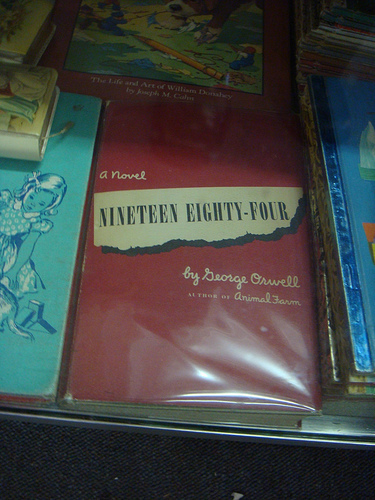 The Life and Art of William Donahey
by Joseph M. Cahn
a Novel
NINETEEN EIGHTY-FOUR
by George Orwell
AUTHOR OF Animal Farm